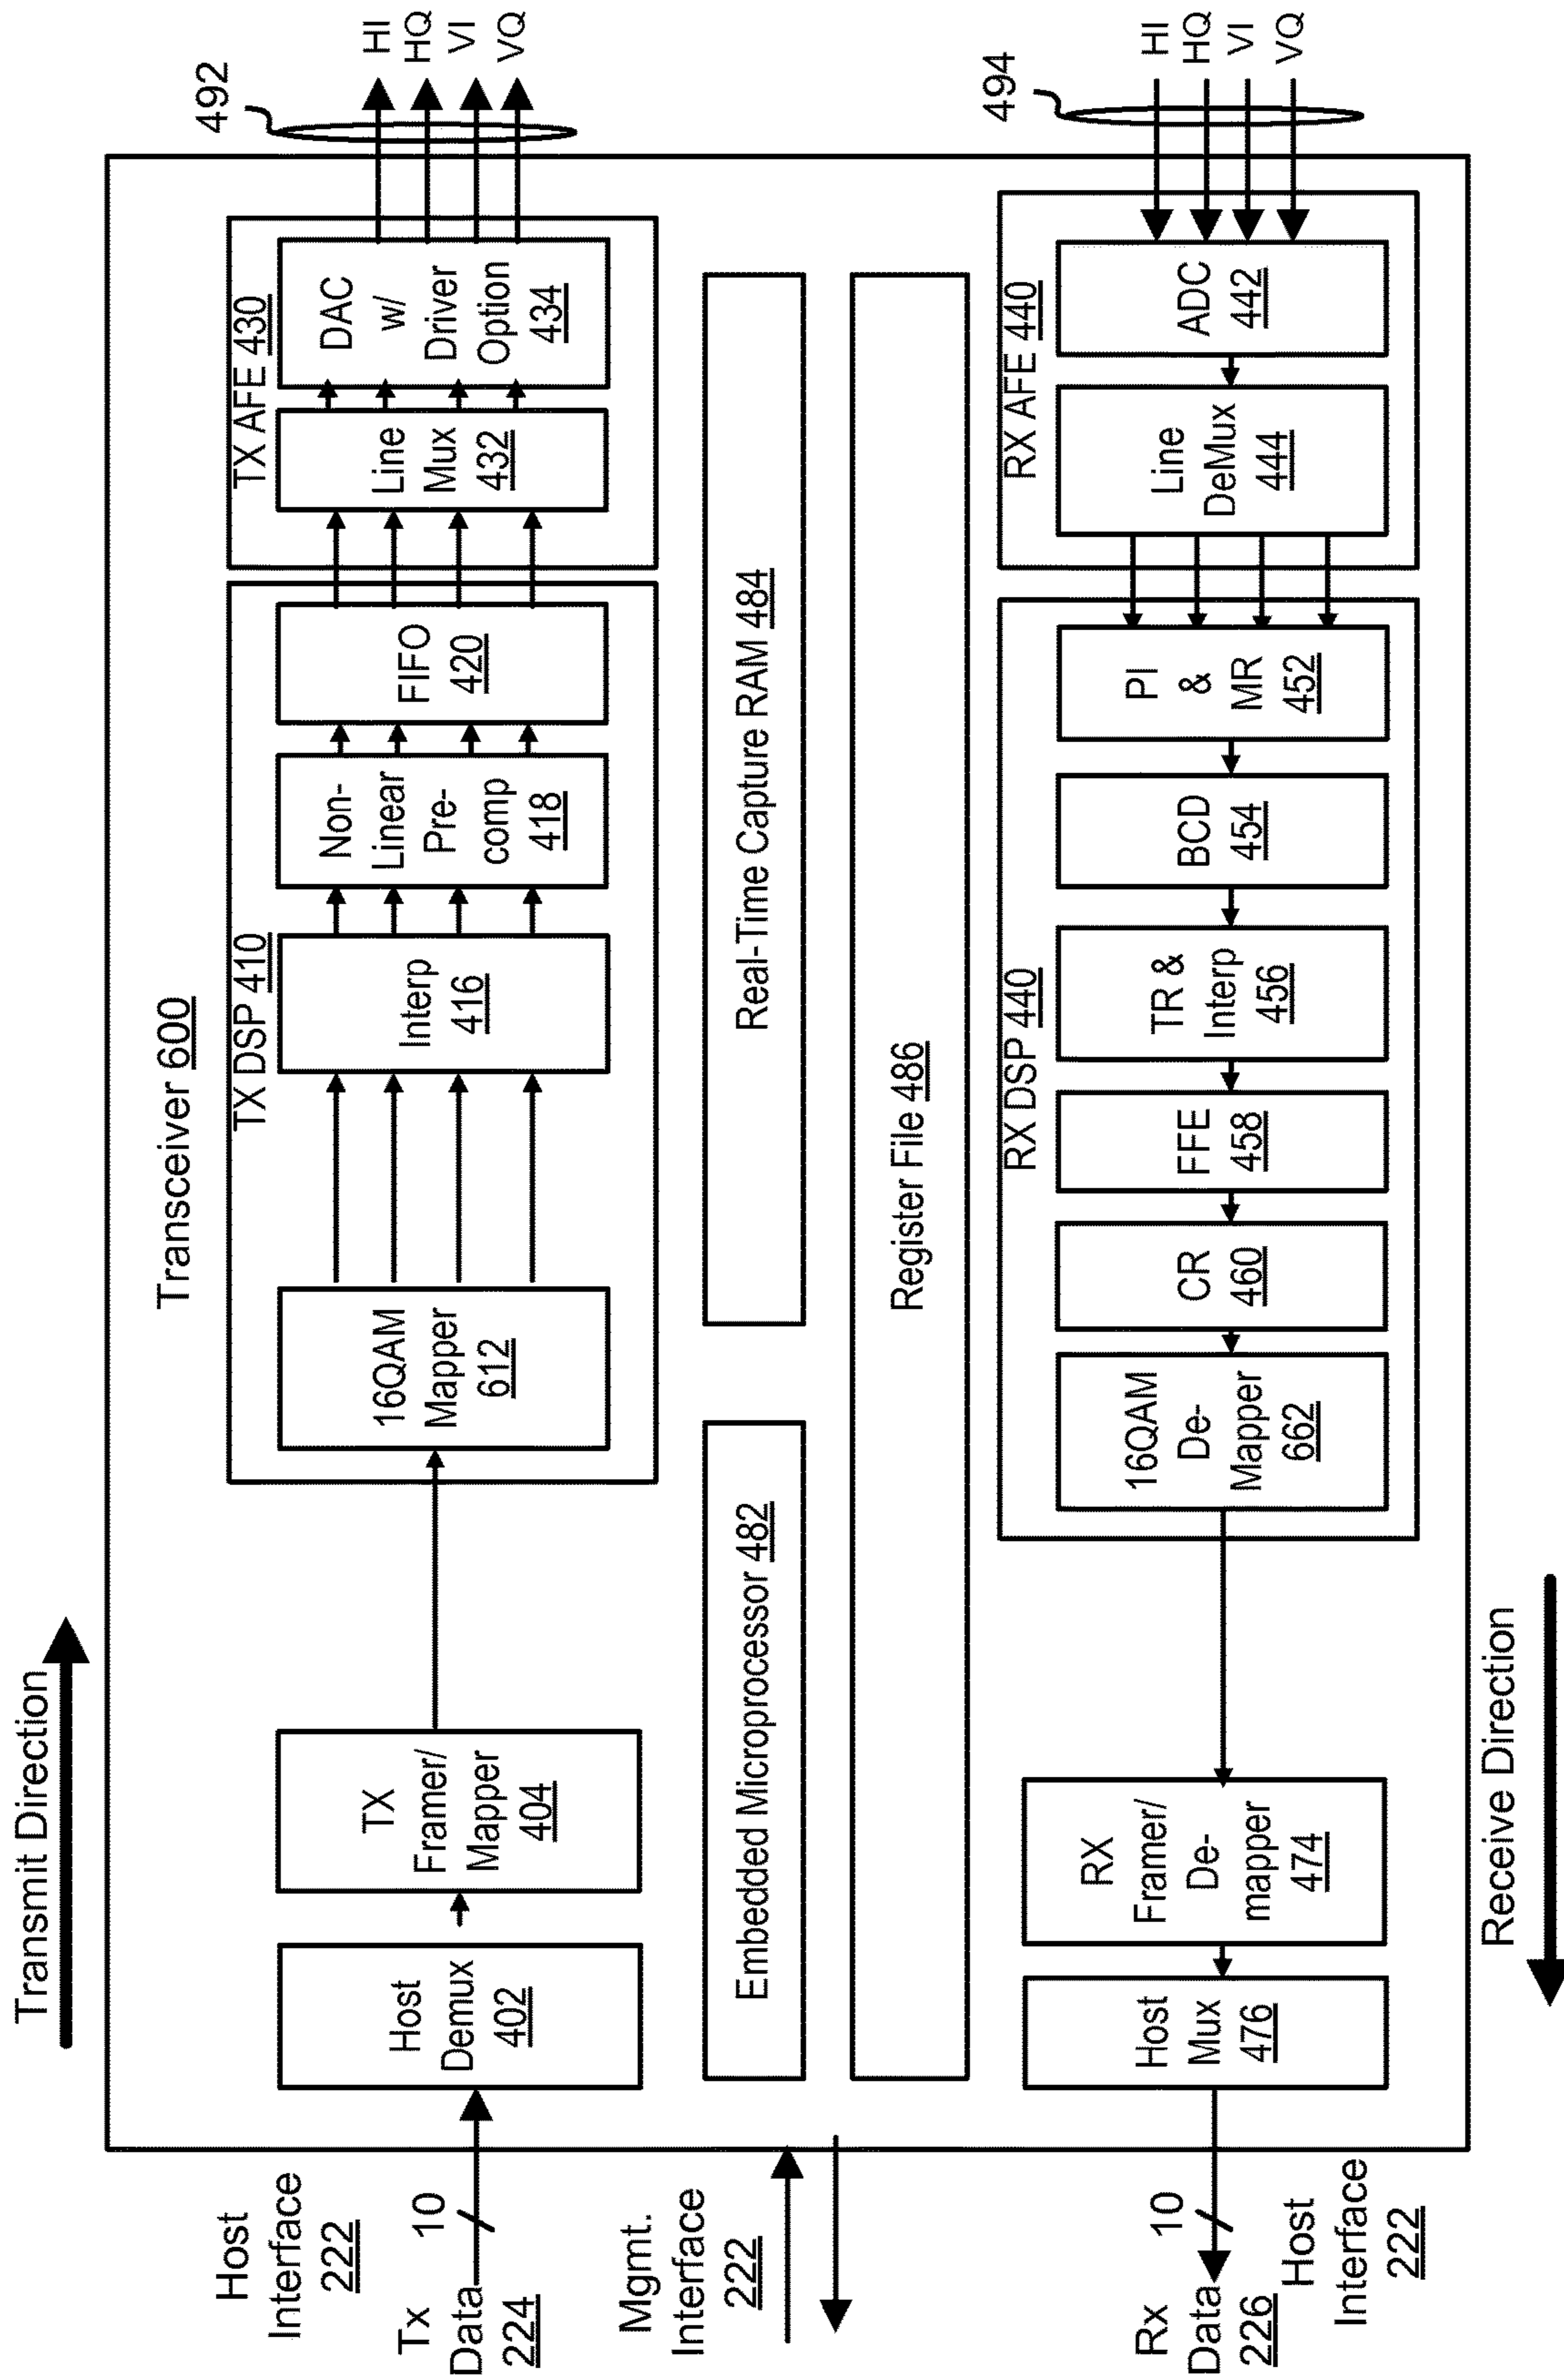 Transmit Direction
Transceiver 600
Host
Interface
222
Tx
Data
224
10
Host
Demux
402
TX
Framer/
Mapper
404
TX DSP 410
16QAM
Mapper
612
Interp
416
Non-
Linear
Pre-
comp
418
FIFO
420
TX AFE 430
Line
Mux
432
DAC
w/
Driver
Option
434
492
HI
HQ
VI
VQ
Mgmt.
Interface
222
Embedded Microprocessor 482
Real-Time Capture RAM 484
Register File 486
Rx
Data
226
10
Host
Interface
222
Host
Mux
476
RX
Framer/
De-
mapper
474
RX DSP 440
16QAM
De-
Mapper
662
CR
460
FFE
458
TR &
Interp
456
BCD
454
PI
&
MR
452
RX AFE 440
Line
DeMux
444
ADC
442
494
HI
HQ
VI
VQ
Receive Direction